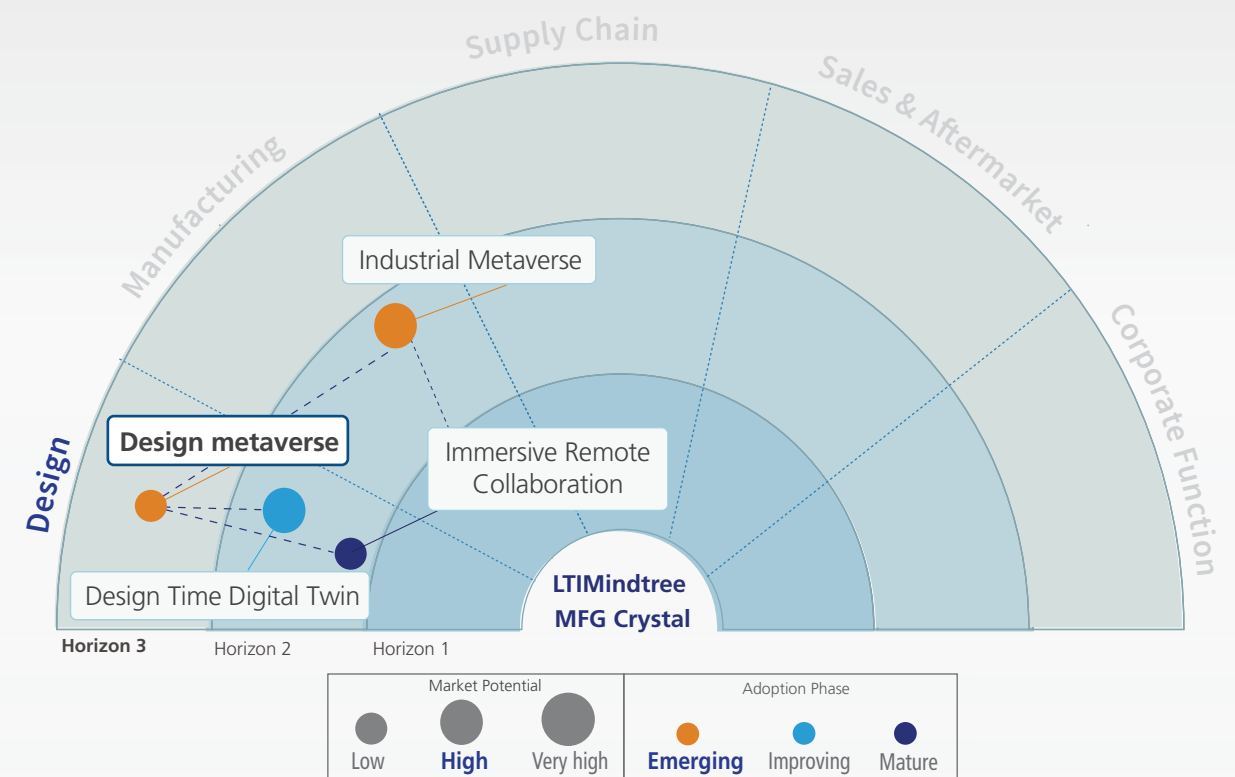 Supply Chain
Sales & Aftermarket
Manufacturing
Industrial Metaverse
Corporate Function
Design metaverse
Immersive Remote
Collaboration
Design
Design Time Digital Twin
LTIMindtree
MFG Crystal
Horizon 3
Horizon 2
Horizon 1
Market Potential
Low
High
Very high
Adoption Phase
Emerging
Improving
Mature